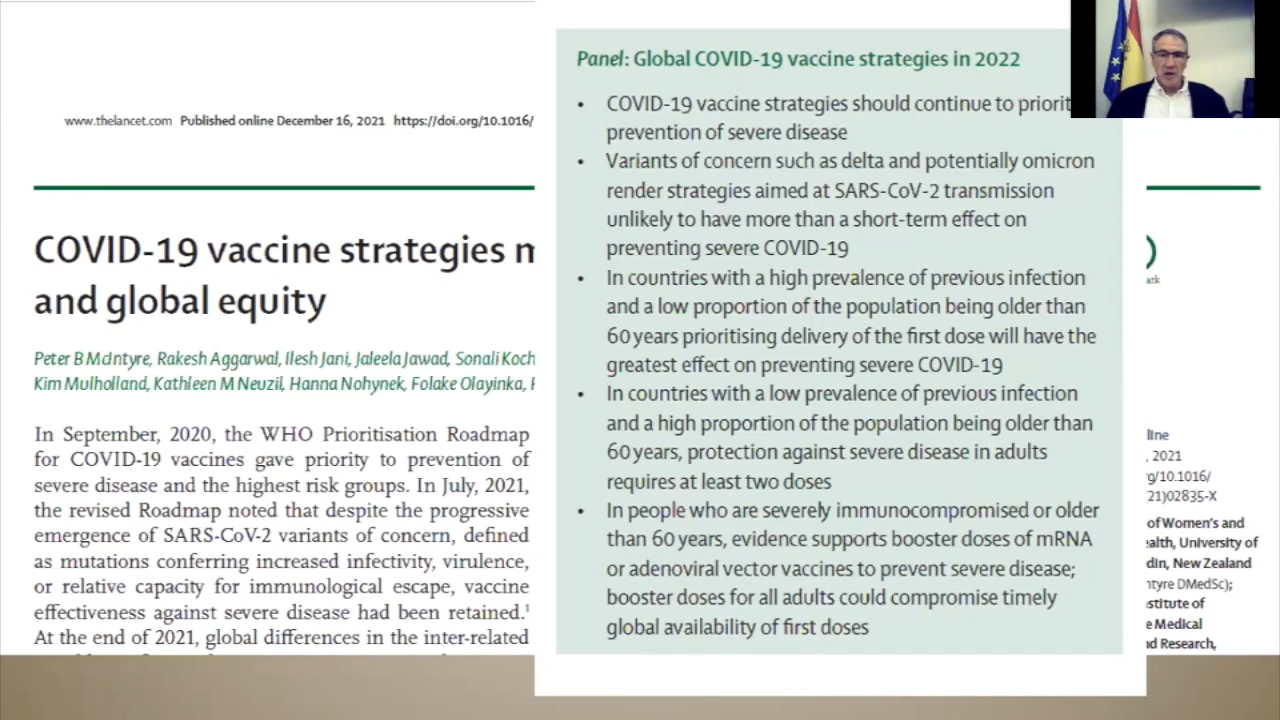 www.thelancet.com Published online December 16, 2021 https://doi.org/10.1016/
COVID-19 vaccine strategies
and global equity
Peter B McIntyre, Rakesh Aggarwal, Ilesh Jani, Jaleela Jawad, Sonali Koch
Kim Mulholland, Kathleen M Neuzil, Hanna Nohynek, Folake Olayinka,
In September, 2020, the WHO Prioritisation Roadmap
for COVID-19 vaccines gave priority to prevention of
severe disease and the highest risk groups. In July, 2021,
the revised Roadmap noted that despite the progressive
emergence of SARS-CoV-2 variants of concern, defined
as mutations conferring increased infectivity, virulence,
or relative capacity for immunological escape, vaccine
effectiveness against severe disease had been retained.¹
At the end of 2021, global differences in the inter-related
Panel: Global COVID-19 vaccine strategies in 2022
• COVID-19 vaccine strategies should continue to priorit
prevention of severe disease
• Variants of concern such as delta and potentially omicron
render strategies aimed at SARS-CoV-2 transmission
unlikely to have more than a short-term effect on
preventing severe COVID-19
• In countries with a high prevalence of previous infection
and a low proportion of the population being older than
60 years prioritising delivery of the first dose will have the
greatest effect on preventing severe COVID-19
• In countries with a low prevalence of previous infection
and a high proportion of the population being older than
60 years, protection against severe disease in adults
requires at least two doses
• In people who are severely immunocompromised or older
than 60 years, evidence supports booster doses of mRNA
or adenoviral vector vaccines to prevent severe disease;
booster doses for all adults could compromise timely
global availability of first doses
ark
line
, 2021
g/10.1016/
21)02835-X
of Women's and
alth, University of
din, New Zealand
ntyre DMedSc);
stitute of
e Medical
nd Research,